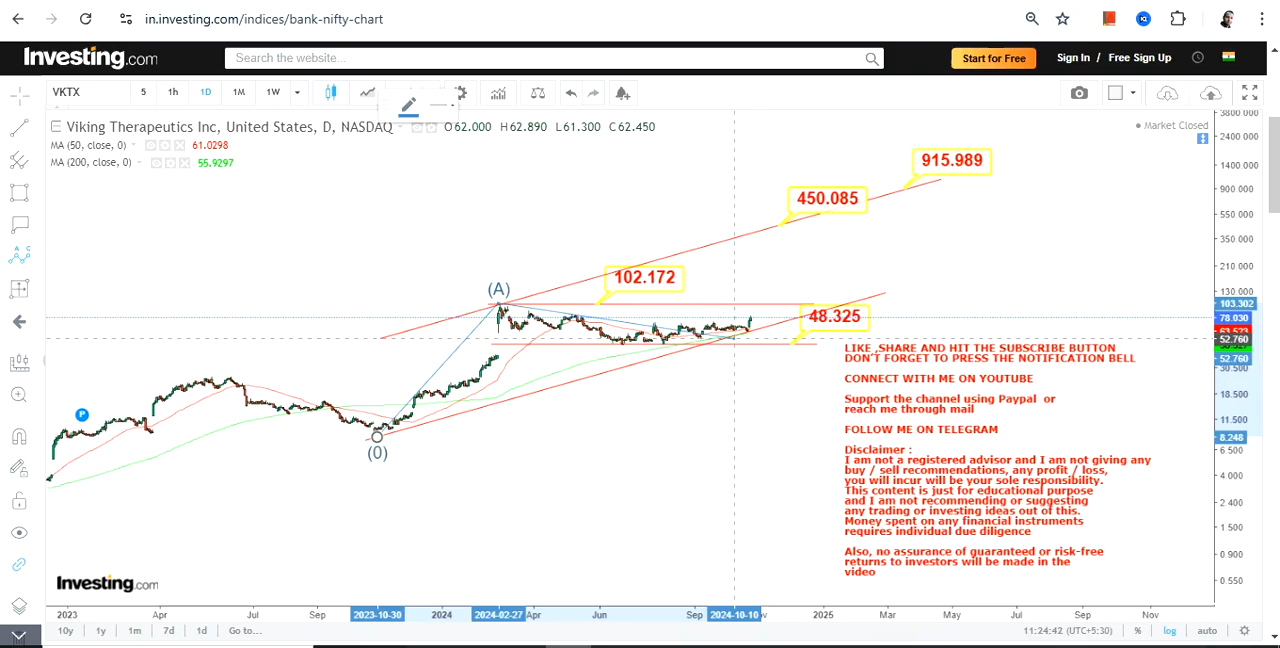 in.investing.com/indices/bank-nifty-chart
Investing.com
Search the website...
Start for Free
Sign In / Free Sign Up
VKTX
5 1h 1D 1M 1W
Viking Therapeutics Inc, United States, D, NASDAQ
O62.000 H62.890 L61.300 C62.450
Market Closed
MA (50, close, 0) 61.0298
MA (200, close, 0) 55.9297
915.989
450.085
102.172
48.325
(A)
(0)
P
LIKE ,SHARE AND HIT THE SUBSCRIBE BUTTON
DON'T FORGET TO PRESS THE NOTIFICATION BELL
CONNECT WITH ME ON YOUTUBE
Support the channel using Paypal or
reach me through mail
FOLLOW ME ON TELEGRAM
Disclaimer :
I am not a registered advisor and I am not giving any
buy / sell recommendations, any profit / loss,
you will incur will be your sole responsibility.
This content is just for educational purpose
and I am not recommending or suggesting
any trading or investing ideas out of this.
Money spent on any financial instruments
requires individual due diligence
Also, no assurance of guaranteed or risk-free
returns to investors will be made in the
video
3800.000
2400.000
1400.000
900.000
550.000
350.000
210.000
130.000
103.302
78.030
63.523
52.760
52.760
30.500
18.500
11.500
8.248
6.500
4.000
2.400
1.500
0.900
0.550
Investing.com
2023 Apr Jul Sep 2023-10-30 2024 2024-02-27 Apr Jun Sep 2024-10-10 2025 Mar May Jul Sep Nov
10y 1y 1m 7d 1d Go to...
11:24:42 (UTC+5:30) % log auto